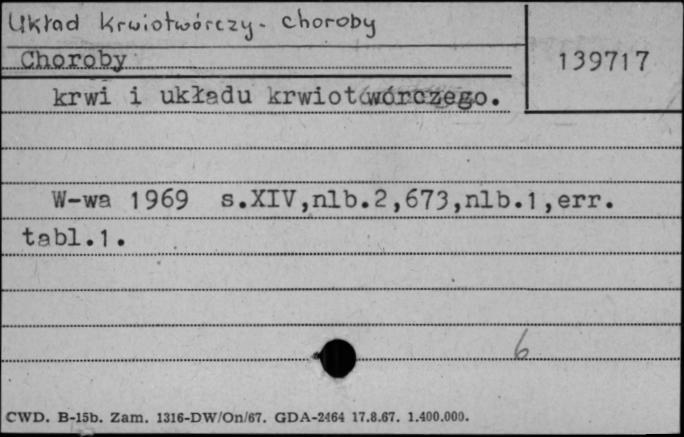 Układ krwiotwórczy - choroby
Choroby
139717
krwi i układu krwiotwórczego.
W-wa 1969 s.XIV,nlb.2,673,nlb.1,err.
tabl.1.
6
CWD. B-15b. Zam. 1316-DW/On/67. GDA-2464 17.8.67. 1.400.000.